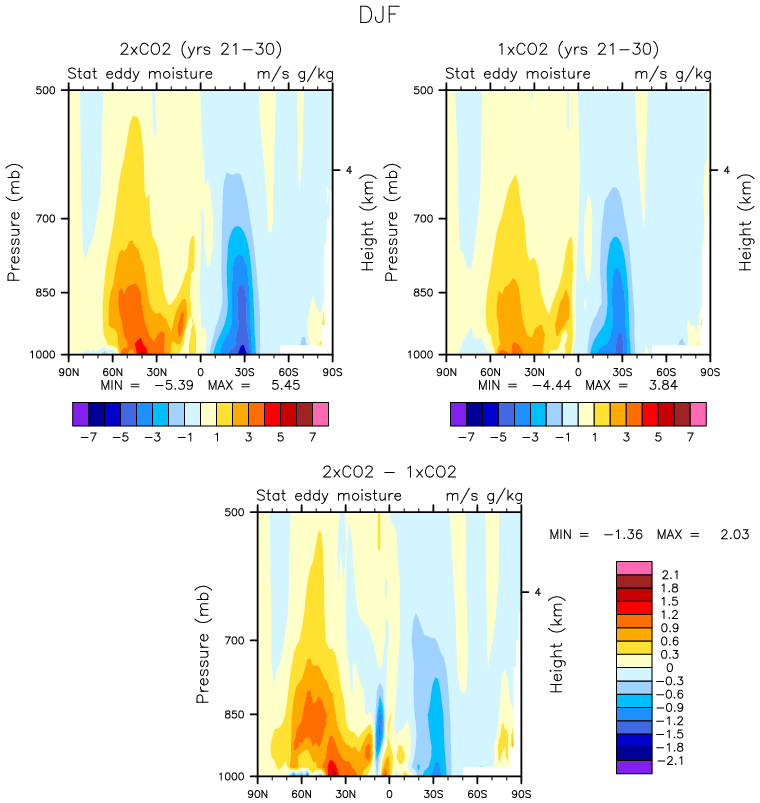 DJF
2xCO2 (yrs 21−30)
Stat eddy moisture m/s g/kg
500
700
850
1000
Pressure (mb)
4
Height (km)
90N 60N 30N 0 30S 60S 90S
MIN = −5.39 MAX = 5.45
−7 −5 −3 −1 1 3 5 7
1xCO2 (yrs 21−30)
Stat eddy moisture m/s g/kg
500
700
850
1000
Pressure (mb)
4
Height (km)
90N 60N 30N 0 30S 60S 90S
MIN = −4.44 MAX = 3.84
−7 −5 −3 −1 1 3 5 7
2xCO2 − 1xCO2
Stat eddy moisture m/s g/kg
500
700
850
1000
Pressure (mb)
4
Height (km)
90N 60N 30N 0 30S 60S 90S
MIN = −1.36 MAX = 2.03
2.1
1.8
1.5
1.2
0.9
0.6
0.3
0
−0.3
−0.6
−0.9
−1.2
−1.5
−1.8
−2.1